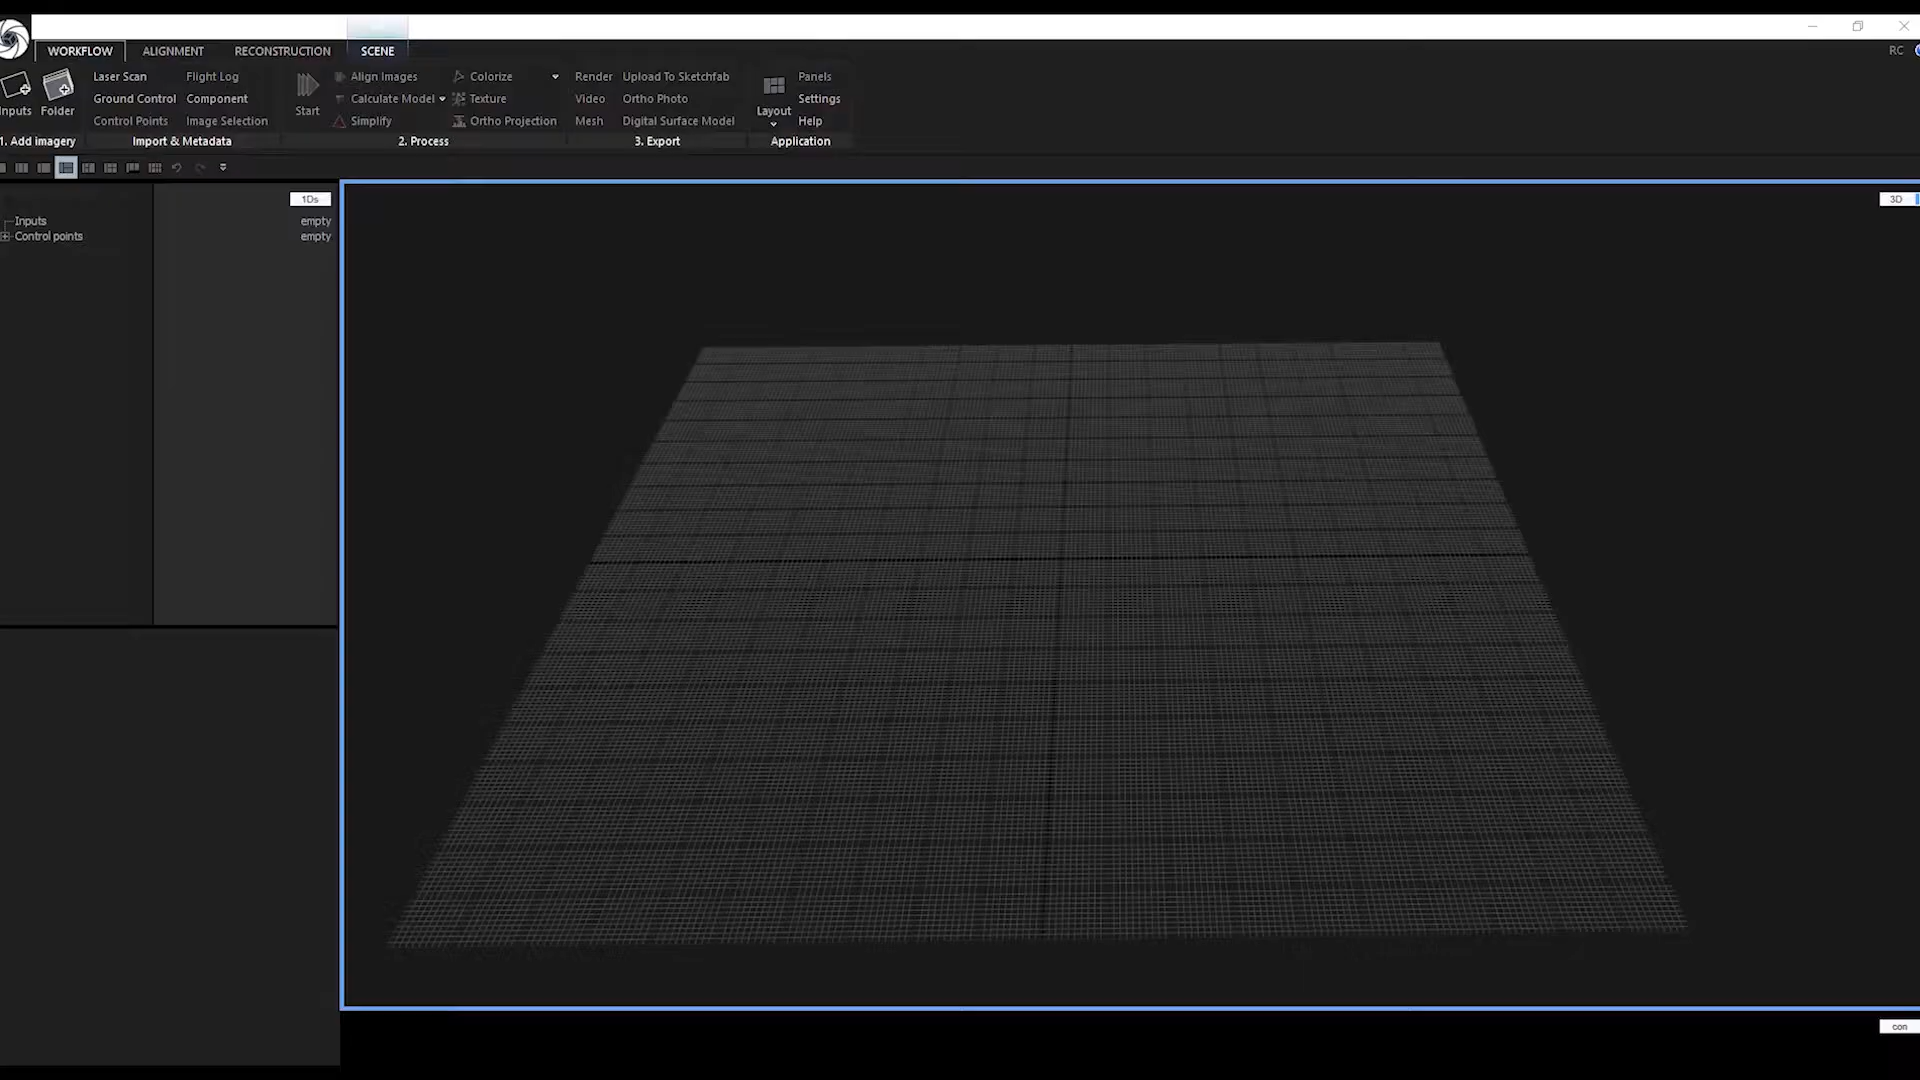 WORKFLOW ALIGNMENT RECONSTRUCTION SCENE
RC
Inputs Folder
1. Add imagery
Laser Scan Flight Log
Ground Control Component
Control Points Image Selection
Import & Metadata
Start
Align Images Colorize
Calculate Model Texture
Simplify Ortho Projection
2. Process
Render Upload To Sketchfab
Video Ortho Photo
Mesh Digital Surface Model
3. Export
Layout
Panels
Settings
Help
Application
1Ds
Inputs empty
Control points empty
3D
con